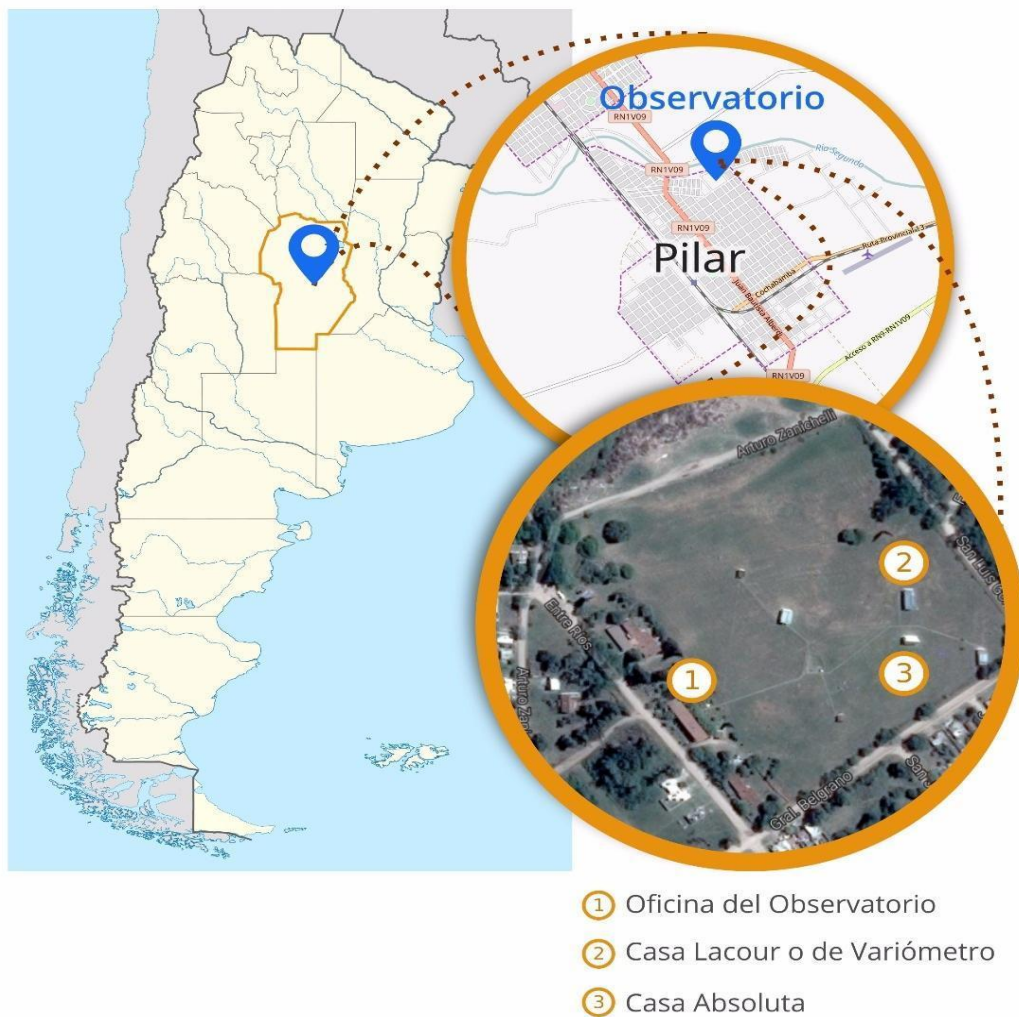 Observatorio
RN1V09
RN1V09
RN1V09
Río Segundo
Pilar
Ruta Provincial 3
Cochabamba
Juan Bautista Alberdi
Acceso a RN9-RN1V09
RN1V09
Arturo Zanichelli
2
San Luis
Entre Ríos
1
3
Gral. Belgrano
1 Oficina del Observatorio
2 Casa Lacour o de Variómetro
3 Casa Absoluta